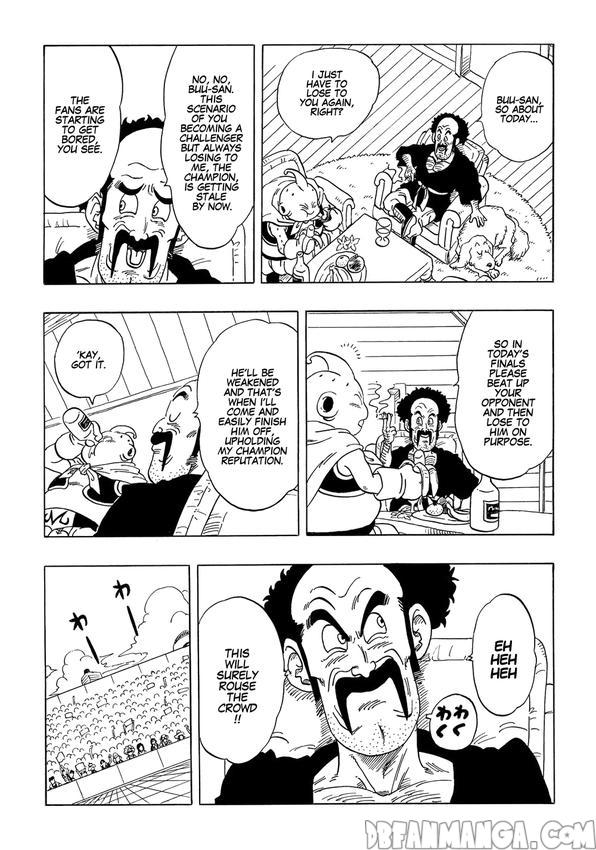 BUU-SAN,
SO ABOUT
TODAY...
I JUST
HAVE TO
LOSE TO
YOU AGAIN,
RIGHT?
NO, NO,
BUU-SAN.
THIS
SCENARIO
OF YOU
BECOMING A
CHALLENGER
BUT ALWAYS
LOSING TO
ME, THE
CHAMPION,
IS GETTING
STALE
BY NOW.
THE
FANS ARE
STARTING
TO GET
BORED,
YOU SEE.
SO IN
TODAY'S
FINALS
PLEASE
BEAT UP
YOUR
OPPONENT
AND THEN
LOSE TO
HIM ON
PURPOSE.
HE'LL BE
WEAKENED
AND THAT'S
WHEN I'LL
COME AND
EASILY FINISH
HIM OFF,
UPHOLDING
MY CHAMPION
REPUTATION.
'KAY,
GOT IT.
EH
HEH
HEH
わくわく
THIS
WILL
SURELY
ROUSE
THE
CROWD
!!
わーわー
DBFANMANGA.COM